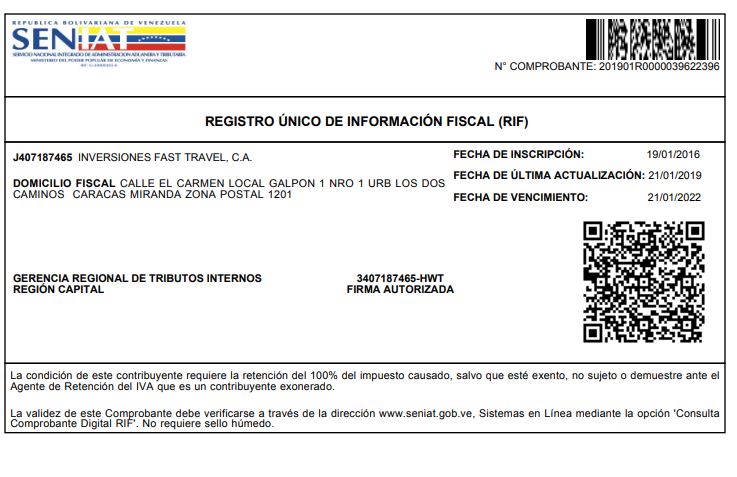 REPUBLICA BOLIVARIANA DE VENEZUELA
SENIAT
SERVICIO NACIONAL INTEGRADO DE ADMINISTRACION ADUANERA Y TRIBUTARIA
MINISTERIO DEL PODER POPULAR DE ECONOMIA Y FINANZAS
N° COMPROBANTE: 201901R0000039622396
REGISTRO ÚNICO DE INFORMACIÓN FISCAL (RIF)
J407187465 INVERSIONES FAST TRAVEL, C.A.
FECHA DE INSCRIPCIÓN: 19/01/2016
DOMICILIO FISCAL CALLE EL CARMEN LOCAL GALPON 1 NRO 1 URB LOS DOS
CAMINOS CARACAS MIRANDA ZONA POSTAL 1201
FECHA DE ÚLTIMA ACTUALIZACIÓN: 21/01/2019
FECHA DE VENCIMIENTO: 21/01/2022
GERENCIA REGIONAL DE TRIBUTOS INTERNOS
REGIÓN CAPITAL
3407187465-HWT
FIRMA AUTORIZADA
La condición de este contribuyente requiere la retención del 100% del impuesto causado, salvo que esté exento, no sujeto o demuestre ante el
Agente de Retención del IVA que es un contribuyente exonerado.
La validez de este Comprobante debe verificarse a través de la dirección www.seniat.gob.ve, Sistemas en Línea mediante la opción 'Consulta
Comprobante Digital RIF'. No requiere sello húmedo.